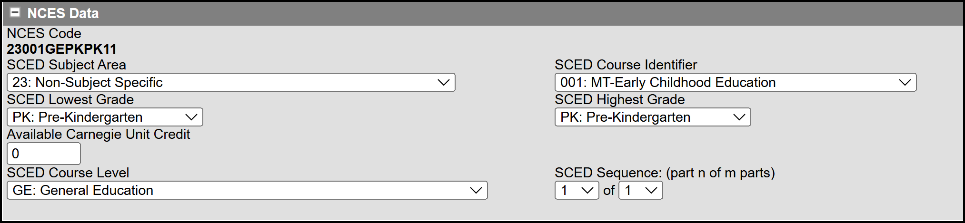 NCES Data
NCES Code
23001GEPKPK11
SCED Subject Area
23: Non-Subject Specific
SCED Course Identifier
001: MT-Early Childhood Education
SCED Lowest Grade
PK: Pre-Kindergarten
SCED Highest Grade
PK: Pre-Kindergarten
Available Carnegie Unit Credit
0
SCED Course Level
GE: General Education
SCED Sequence: (part n of m parts)
1 of 1